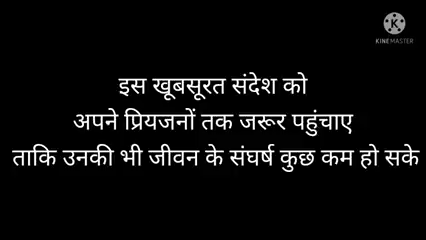 KINEMASTER
इस खूबसूरत संदेश को
अपने प्रियजनों तक जरूर पहुंचाए
ताकि उनकी भी जीवन के संघर्ष कुछ कम हो सके